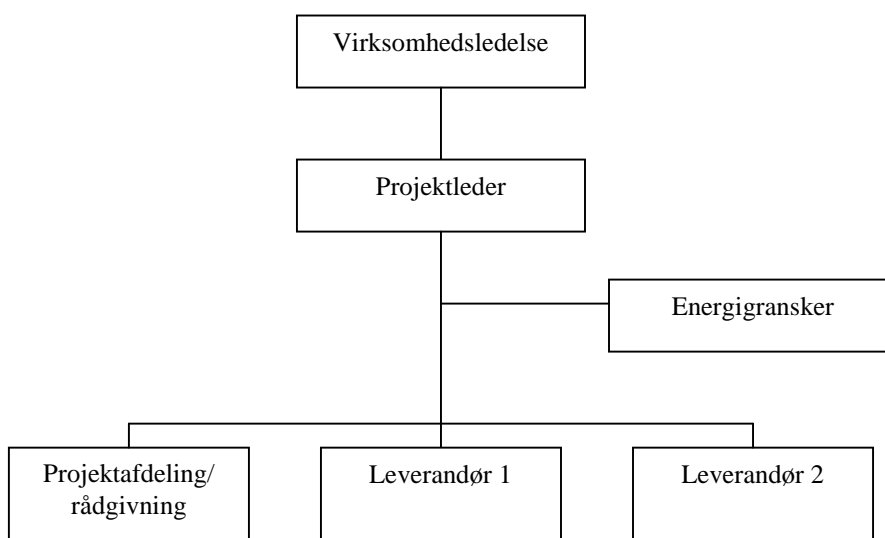 Virksomhedsledelse
Projektleder
Energigransker
Projektafdeling/
rådgivning
Leverandør 1
Leverandør 2